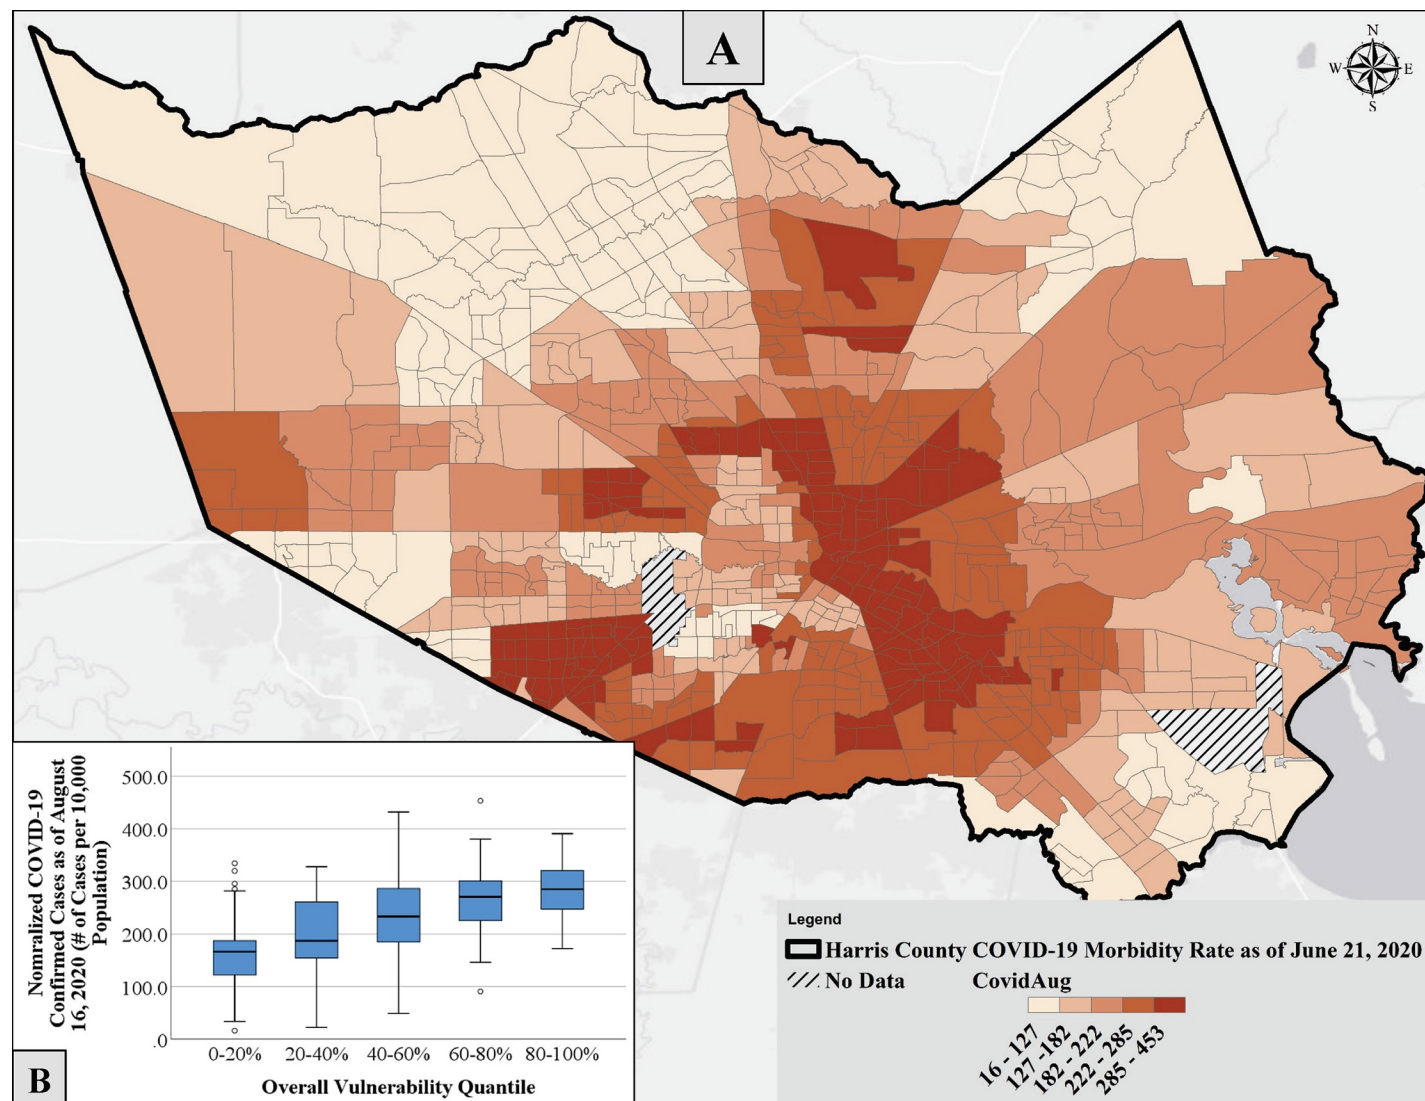 A
N
W E
S
Nomralized COVID-19
Confirmed Cases as of August
16, 2020 (# of Cases per 10,000
Population)
500.0
400.0
300.0
200.0
100.0
.0
0-20% 20-40% 40-60% 60-80% 80-100%
Overall Vulnerability Quantile
B
Legend
Harris County COVID-19 Morbidity Rate as of June 21, 2020
No Data CovidAug
16 - 127
127 -182
182 - 222
222 - 285
285 - 453